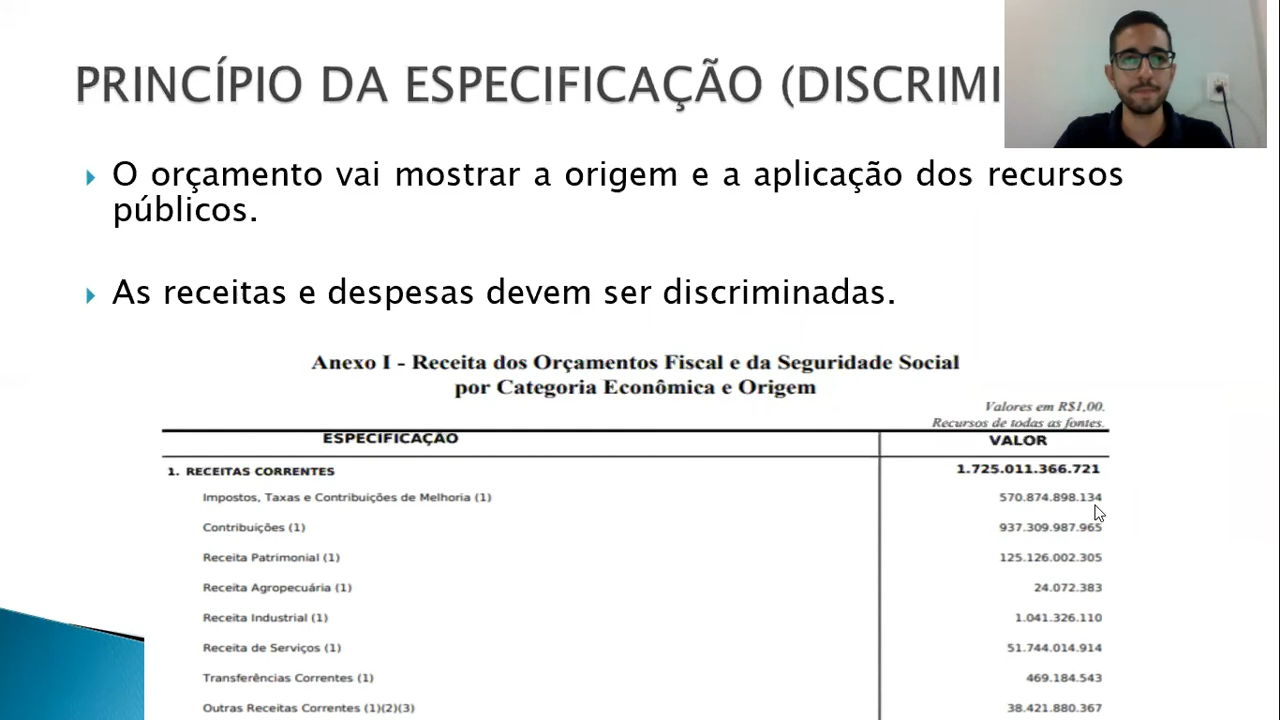 PRINCÍPIO DA ESPECIFICAÇÃO (DISCRIMI
O orçamento vai mostrar a origem e a aplicação dos recursos
públicos.
As receitas e despesas devem ser discriminadas.
Anexo I - Receita dos Orçamentos Fiscal e da Seguridade Social
por Categoria Econômica e Origem
Valores em R$1,00.
Recursos de todas as fontes.
ESPECIFICAÇÃO VALOR
1. RECEITAS CORRENTES 1.725.011.366.721
Impostos, Taxas e Contribuições de Melhoria (1) 570.874.898.134
Contribuições (1) 937.309.987.965
Receita Patrimonial (1) 125.126.002.305
Receita Agropecuária (1) 24.072.383
Receita Industrial (1) 1.041.326.110
Receita de Serviços (1) 51.744.014.914
Transferências Correntes (1) 469.184.543
Outras Receitas Correntes (1)(2)(3) 38.421.880.367